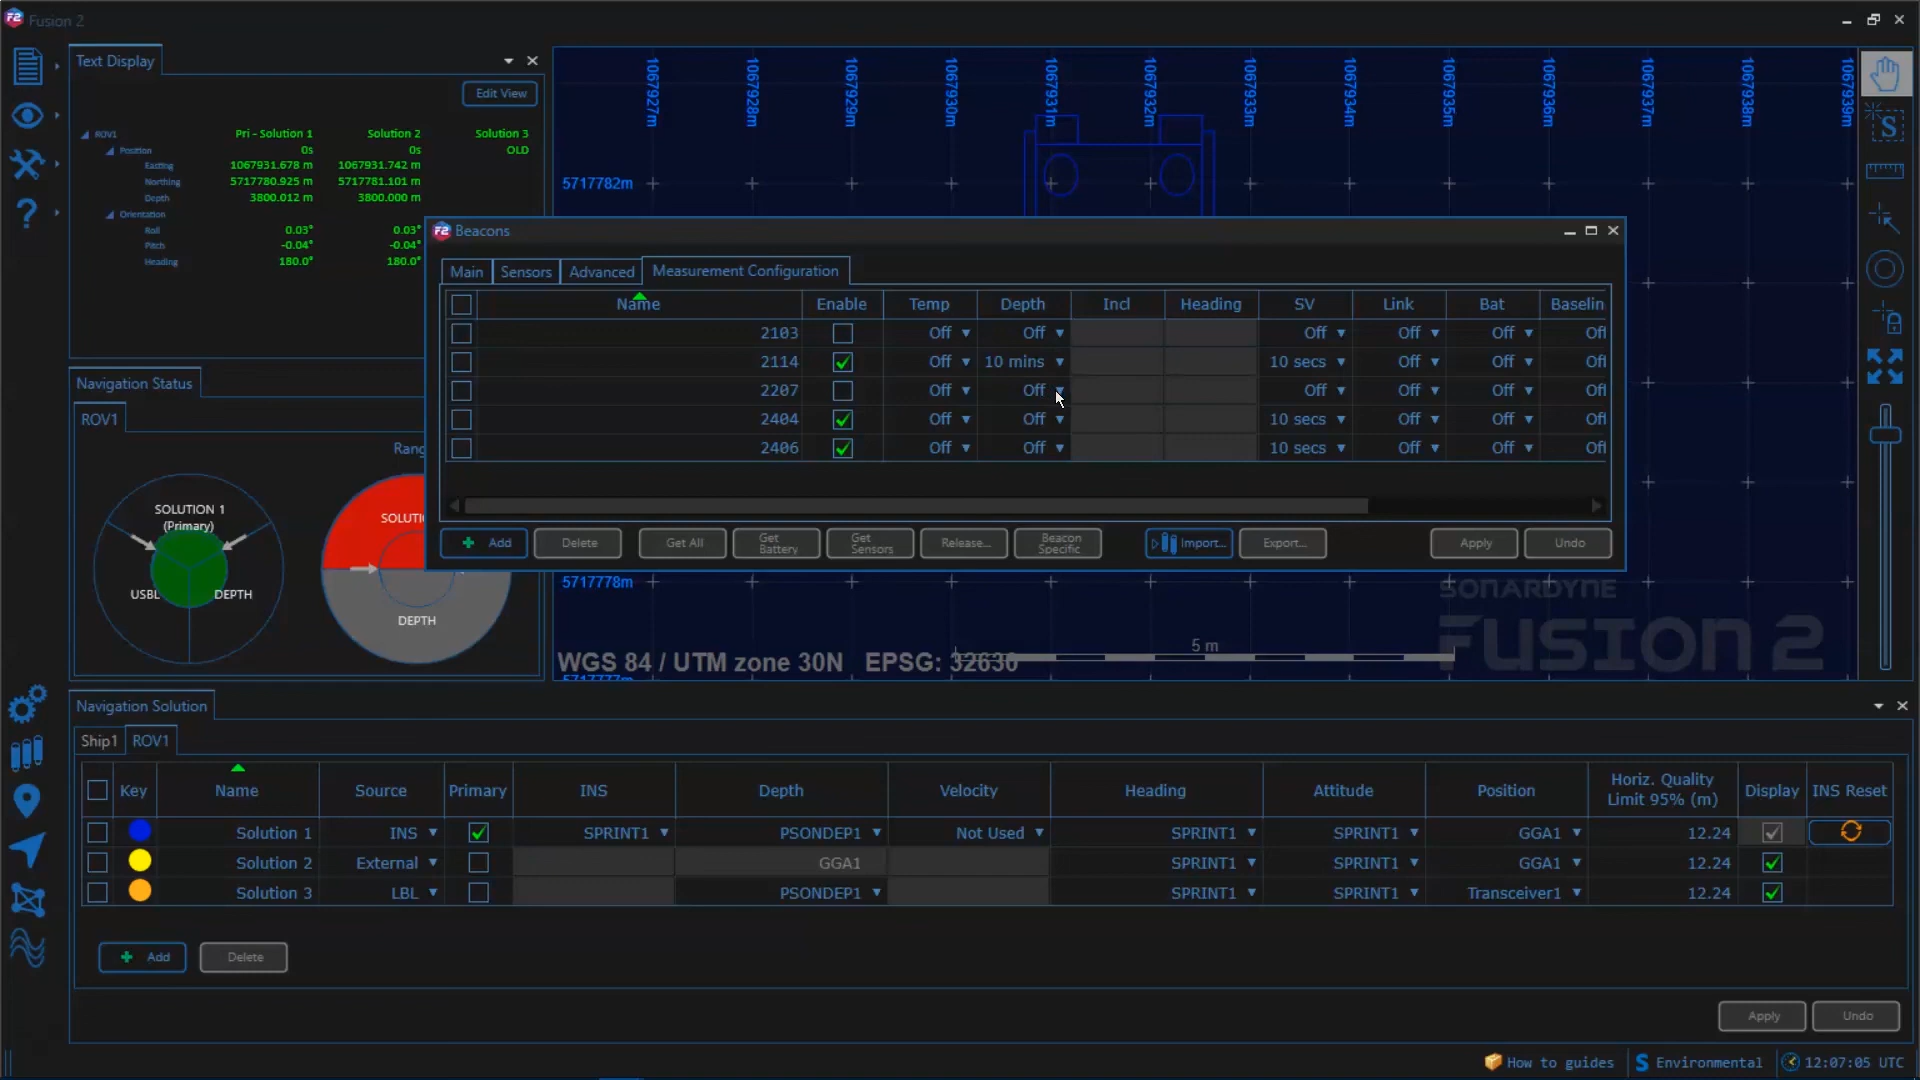 Fusion 2
Text Display
Edit View
ROV1 Pri - Solution 1 Solution 2 Solution 3
Position 0s 0s OLD
Easting 1067931.678 m 1067931.742 m
Northing 5717780.925 m 5717781.101 m
Depth 3800.012 m 3800.000 m
Orientation
Roll 0.03° 0.03°
Pitch -0.04° -0.04°
Heading 180.0° 180.0°
1067927m 1067928m 1067929m 1067930m 1067931m 1067932m 1067933m 1067934m 1067935m 1067936m 1067937m 1067938m 1067939m
5717782m
Beacons
Main Sensors Advanced Measurement Configuration
Name Enable Temp Depth Incl Heading SV Link Bat Baselin
2103 Off Off Off Off Off Off
2114 Off 10 mins 10 secs Off Off Off
2207 Off Off Off Off Off Off
2404 Off Off 10 secs Off Off Off
2406 Off Off 10 secs Off Off Off
Add Delete Get All Get Battery Get Sensors Release... Beacon Specific Import... Export... Apply Undo
Navigation Status
ROV1
Rang
SOLUTION 1
(Primary)
USBL DEPTH
SOLUTI
DEPTH
5717778m
5717777m
SONARDYNE
FUSION 2
5 m
WGS 84 / UTM zone 30N EPSG: 32630
Navigation Solution
Ship1 ROV1
Key Name Source Primary INS Depth Velocity Heading Attitude Position Horiz. Quality Limit 95% (m) Display INS Reset
Solution 1 INS SPRINT1 PSONDEP1 Not Used SPRINT1 SPRINT1 GGA1 12.24
Solution 2 External GGA1 SPRINT1 SPRINT1 GGA1 12.24
Solution 3 LBL PSONDEP1 SPRINT1 SPRINT1 Transceiver1 12.24
Add Delete
Apply Undo
How to guides Environmental 12:07:05 UTC